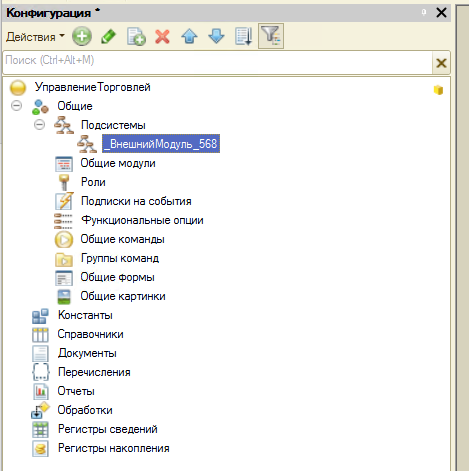 Конфигурация *
Действия
Поиск (Ctrl+Alt+M)
УправлениеТорговлей
Общие
Подсистемы
_ВнешнийМодуль_568
Общие модули
Роли
Подписки на события
Функциональные опции
Общие команды
Группы команд
Общие формы
Общие картинки
Константы
Справочники
Документы
Перечисления
Отчеты
Обработки
Регистры сведений
Регистры накопления